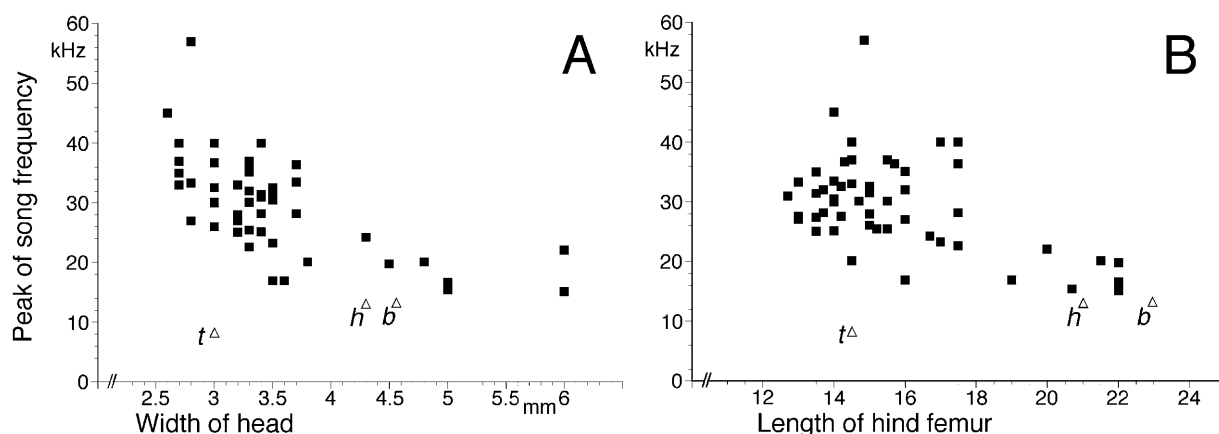 A
Peak of song frequency
kHz
60
50
40
30
20
10
0
t
h
b
2.5
3
3.5
4
4.5
5
5.5
mm
6
Width of head
B
kHz
60
50
40
30
20
10
0
t
h
b
12
14
16
18
20
22
24
Length of hind femur